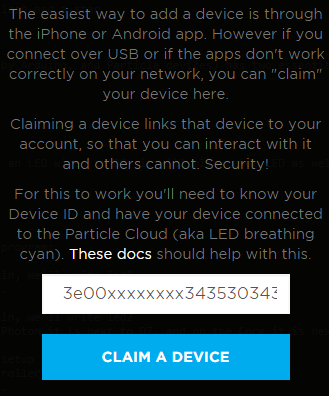 The easiest way to add a device is through
the iPhone or Android app. However if you
connect over USB or if the apps don't work
correctly on your network, you can "claim"
your device here.
Claiming a device links that device to your
account, so that you can interact with it
and others cannot. Security!
For this to work you'll need to know your
Device ID and have your device connected
to the Particle Cloud (aka LED breathing
cyan). These docs should help with this.
3e00xxxxxxxx343530343
CLAIM A DEVICE